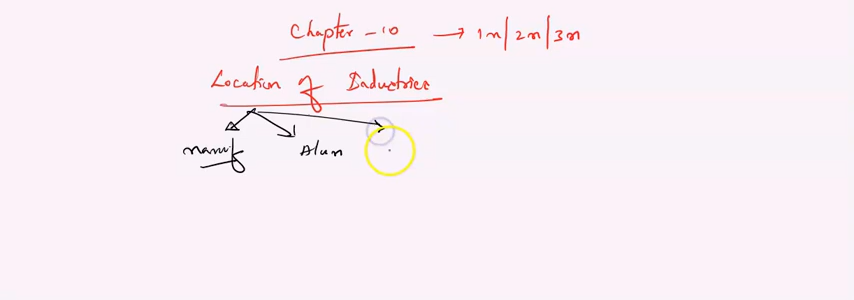 Chapter - 10 → 1m/2m/3m
Location of Industries
manuf Alum